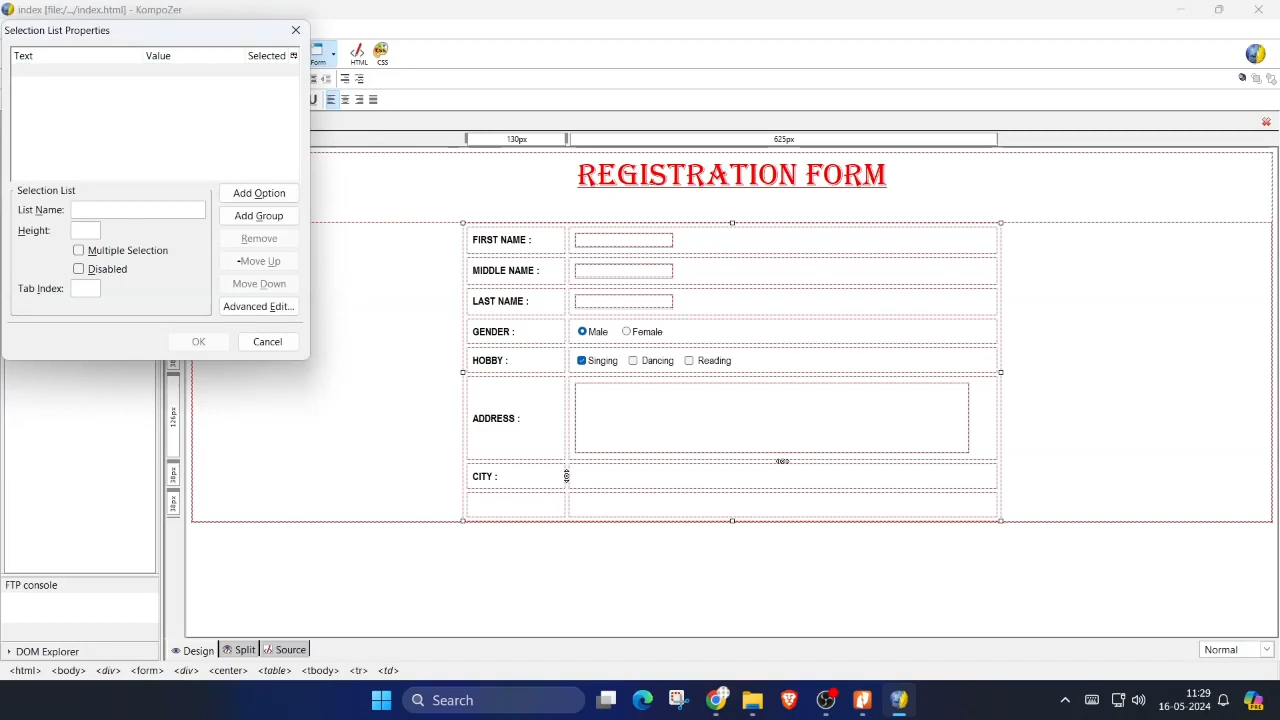 index [file:/.../index.html] - KompoZer
Selection List Properties
Text Value Selected
Form HTML CSS
130px 625px
REGISTRATION FORM
Selection List
Add Option
List Name:
Add Group
Height:
Remove
Multiple Selection
Move Up
Disabled
Move Down
Tab Index:
Advanced Edit...
OK Cancel
FIRST NAME :
MIDDLE NAME :
LAST NAME :
GENDER : Male Female
HOBBY : Singing Dancing Reading
ADDRESS :
126px
CITY :
38px
38px
FTP console
DOM Explorer
Design Split Source Normal
<html> <body> <div> <form> <div> <center> <table> <tbody> <tr> <td>
Search
11:29
16-05-2024